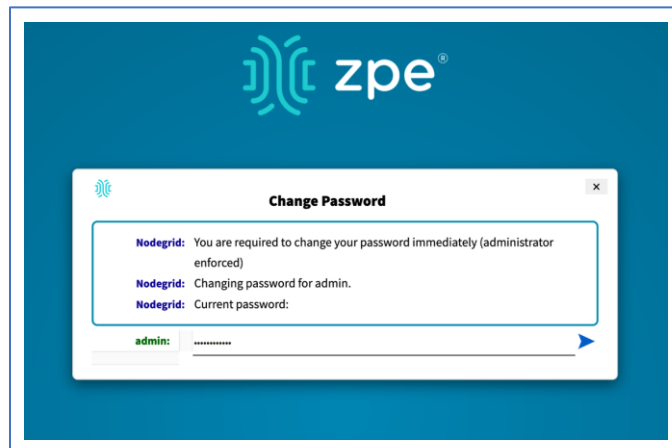 zpe®
×
Change Password
Nodegrid: You are required to change your password immediately (administrator
enforced)
Nodegrid: Changing password for admin.
Nodegrid: Current password:
admin: ············